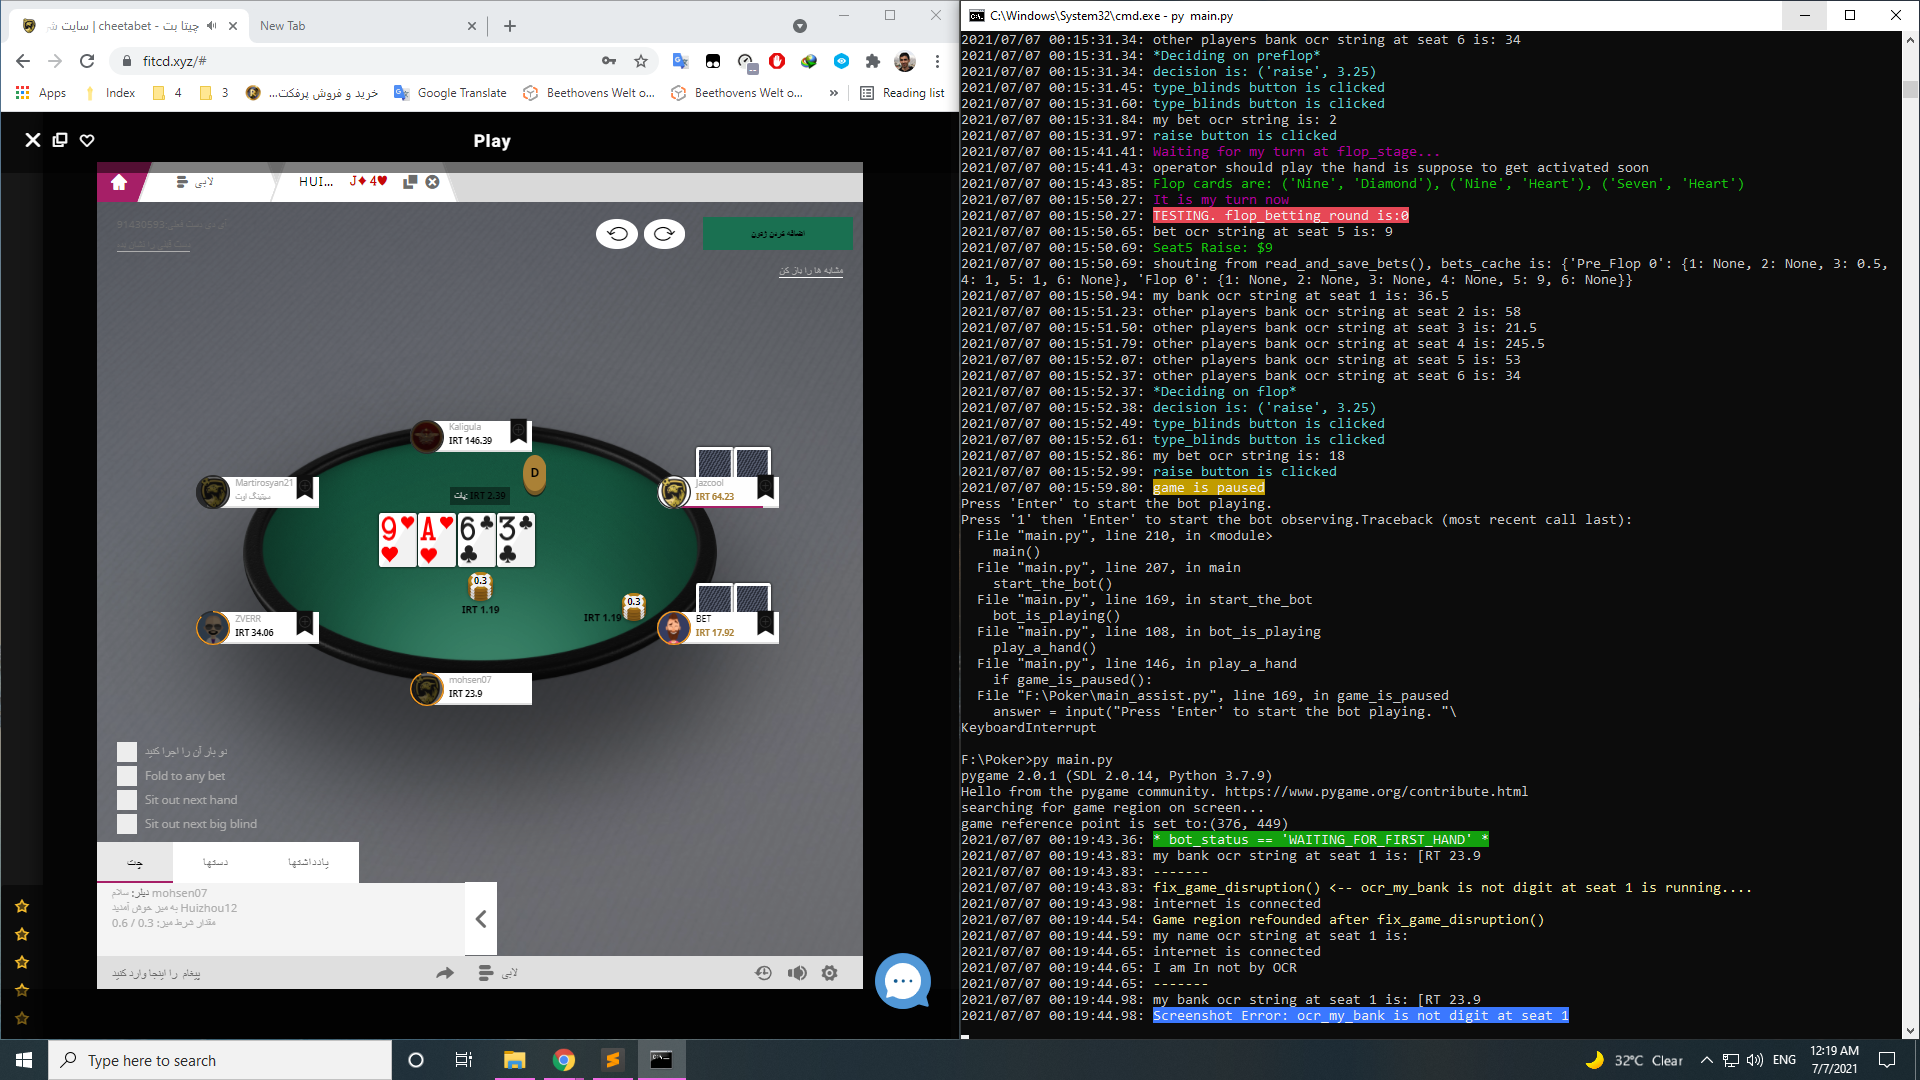 چیتا بت - cheetabet | سایت ش
New Tab
fitcd.xyz/#
Apps
Index
4
3
خرید و فروش پرفکت...
Google Translate
Beethovens Welt o...
Beethovens Welt o...
»
Reading list
Play
لابی
HUI...
J♦ 4♥
اضافه کردن ژتون
مشابه ها را باز کن
Kaligula
IRT 146.39
D
Martirosyan21
سیتینگ اوت
Jazcool
IRT 64.23
پات: IRT 2.39
9 A 6 3
0.3
IRT 1.19
0.3
IRT 1.19
ZVERR
IRT 34.06
BET
IRT 17.92
mohsen07
IRT 23.9
دو بار آن را اجرا کنید
Fold to any bet
Sit out next hand
Sit out next big blind
چت
دستها
یادداشتها
دیلر: سلام mohsen07
به میز خوش آمدید Huizhou12
مقدار شرط میز: 0.3 / 0.6
پیغام را اینجا وارد کنید
لابی
C:\Windows\System32\cmd.exe - py  main.py
2021/07/07 00:15:31.34: other players bank ocr string at seat 6 is: 34
2021/07/07 00:15:31.34: *Deciding on preflop*
2021/07/07 00:15:31.34: decision is: ('raise', 3.25)
2021/07/07 00:15:31.45: type_blinds button is clicked
2021/07/07 00:15:31.60: type_blinds button is clicked
2021/07/07 00:15:31.84: my bet ocr string is: 2
2021/07/07 00:15:31.97: raise button is clicked
2021/07/07 00:15:41.41: Waiting for my turn at flop_stage...
2021/07/07 00:15:41.43: operator should play the hand is suppose to get activated soon
2021/07/07 00:15:43.85: Flop cards are: ('Nine', 'Diamond'), ('Nine', 'Heart'), ('Seven', 'Heart')
2021/07/07 00:15:50.27: It is my turn now
2021/07/07 00:15:50.27: TESTING. flop_betting_round is:0
2021/07/07 00:15:50.65: bet ocr string at seat 5 is: 9
2021/07/07 00:15:50.69: Seat5 Raise: $9
2021/07/07 00:15:50.69: shouting from read_and_save_bets(), bets_cache is: {'Pre_Flop 0': {1: None, 2: None, 3: 0.5,
4: 1, 5: 1, 6: None}, 'Flop 0': {1: None, 2: None, 3: None, 4: None, 5: 9, 6: None}}
2021/07/07 00:15:50.94: my bank ocr string at seat 1 is: 36.5
2021/07/07 00:15:51.23: other players bank ocr string at seat 2 is: 58
2021/07/07 00:15:51.50: other players bank ocr string at seat 3 is: 21.5
2021/07/07 00:15:51.79: other players bank ocr string at seat 4 is: 245.5
2021/07/07 00:15:52.07: other players bank ocr string at seat 5 is: 53
2021/07/07 00:15:52.37: other players bank ocr string at seat 6 is: 34
2021/07/07 00:15:52.37: *Deciding on flop*
2021/07/07 00:15:52.38: decision is: ('raise', 3.25)
2021/07/07 00:15:52.49: type_blinds button is clicked
2021/07/07 00:15:52.61: type_blinds button is clicked
2021/07/07 00:15:52.86: my bet ocr string is: 18
2021/07/07 00:15:52.99: raise button is clicked
2021/07/07 00:15:59.80: game is paused
Press 'Enter' to start the bot playing.
Press '1' then 'Enter' to start the bot observing.Traceback (most recent call last):
File "main.py", line 210, in <module>
main()
File "main.py", line 207, in main
start_the_bot()
File "main.py", line 169, in start_the_bot
bot_is_playing()
File "main.py", line 108, in bot_is_playing
play_a_hand()
File "main.py", line 146, in play_a_hand
if game_is_paused():
File "F:\Poker\main_assist.py", line 169, in game_is_paused
answer = input("Press 'Enter' to start the bot playing. "\
KeyboardInterrupt
F:\Poker>py main.py
pygame 2.0.1 (SDL 2.0.14, Python 3.7.9)
Hello from the pygame community. https://www.pygame.org/contribute.html
searching for game region on screen...
game reference point is set to:(376, 449)
2021/07/07 00:19:43.36: * bot_status == 'WAITING_FOR_FIRST_HAND' *
2021/07/07 00:19:43.83: my bank ocr string at seat 1 is: [RT 23.9
2021/07/07 00:19:43.83: -------
2021/07/07 00:19:43.83: fix_game_disruption() <-- ocr_my_bank is not digit at seat 1 is running....
2021/07/07 00:19:43.98: internet is connected
2021/07/07 00:19:44.54: Game region refounded after fix_game_disruption()
2021/07/07 00:19:44.59: my name ocr string at seat 1 is:
2021/07/07 00:19:44.65: internet is connected
2021/07/07 00:19:44.65: I am In not by OCR
2021/07/07 00:19:44.65: -------
2021/07/07 00:19:44.98: my bank ocr string at seat 1 is: [RT 23.9
2021/07/07 00:19:44.98: Screenshot Error: ocr_my_bank is not digit at seat 1
Type here to search
32°C Clear
ENG
12:19 AM
7/7/2021